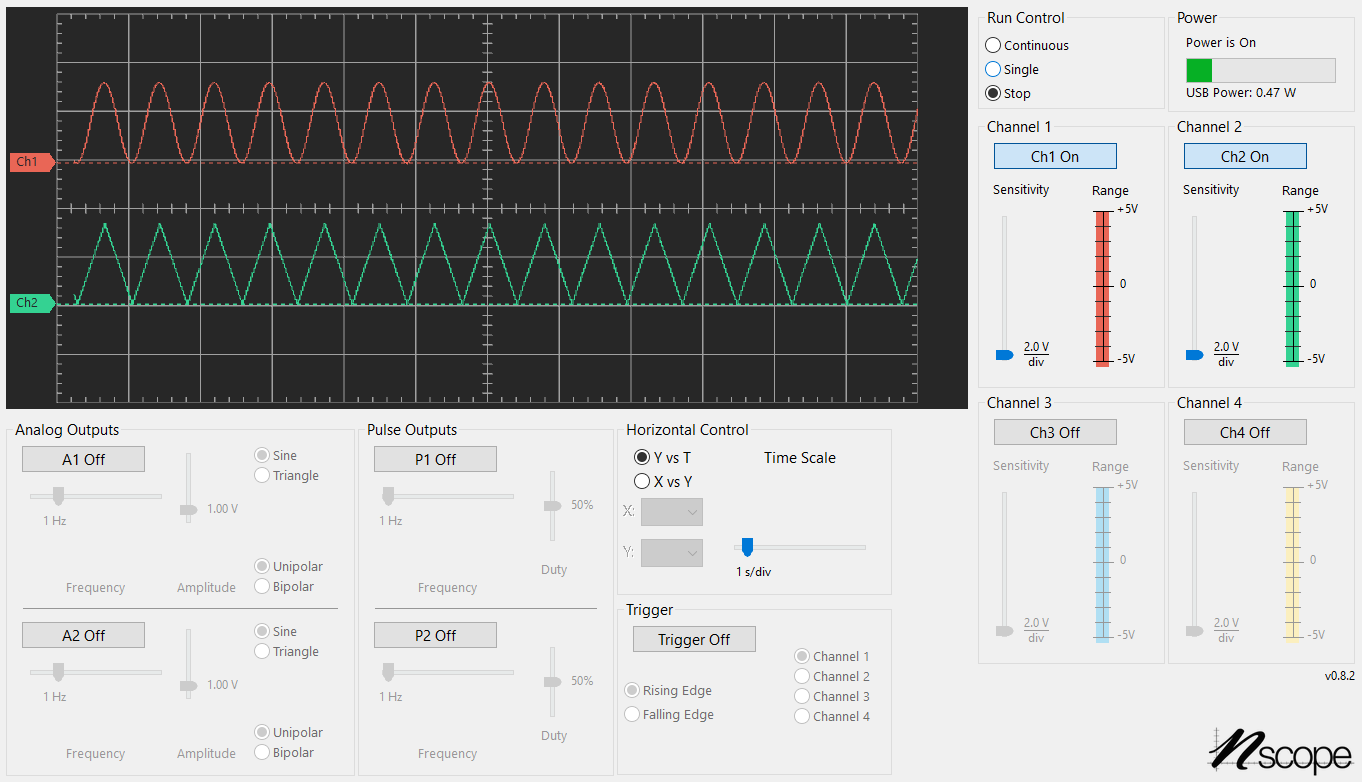 Ch1
Ch2
Run Control
Continuous
Single
Stop
Power
Power is On
USB Power: 0.47 W
Channel 1
Ch1 On
Sensitivity
Range
+5V
0
-5V
2.0 V
div
Channel 2
Ch2 On
Sensitivity
Range
+5V
0
-5V
2.0 V
div
Channel 3
Ch3 Off
Sensitivity
Range
+5V
0
-5V
2.0 V
div
Channel 4
Ch4 Off
Sensitivity
Range
+5V
0
-5V
2.0 V
div
Analog Outputs
A1 Off
Sine
Triangle
1 Hz
1.00 V
Unipolar
Bipolar
Frequency
Amplitude
A2 Off
Sine
Triangle
1 Hz
1.00 V
Unipolar
Bipolar
Frequency
Amplitude
Pulse Outputs
P1 Off
1 Hz
50%
Duty
Frequency
P2 Off
1 Hz
50%
Duty
Frequency
Horizontal Control
Y vs T
X vs Y
Time Scale
X:
Y:
1 s/div
Trigger
Trigger Off
Rising Edge
Falling Edge
Channel 1
Channel 2
Channel 3
Channel 4
v0.8.2
nscope